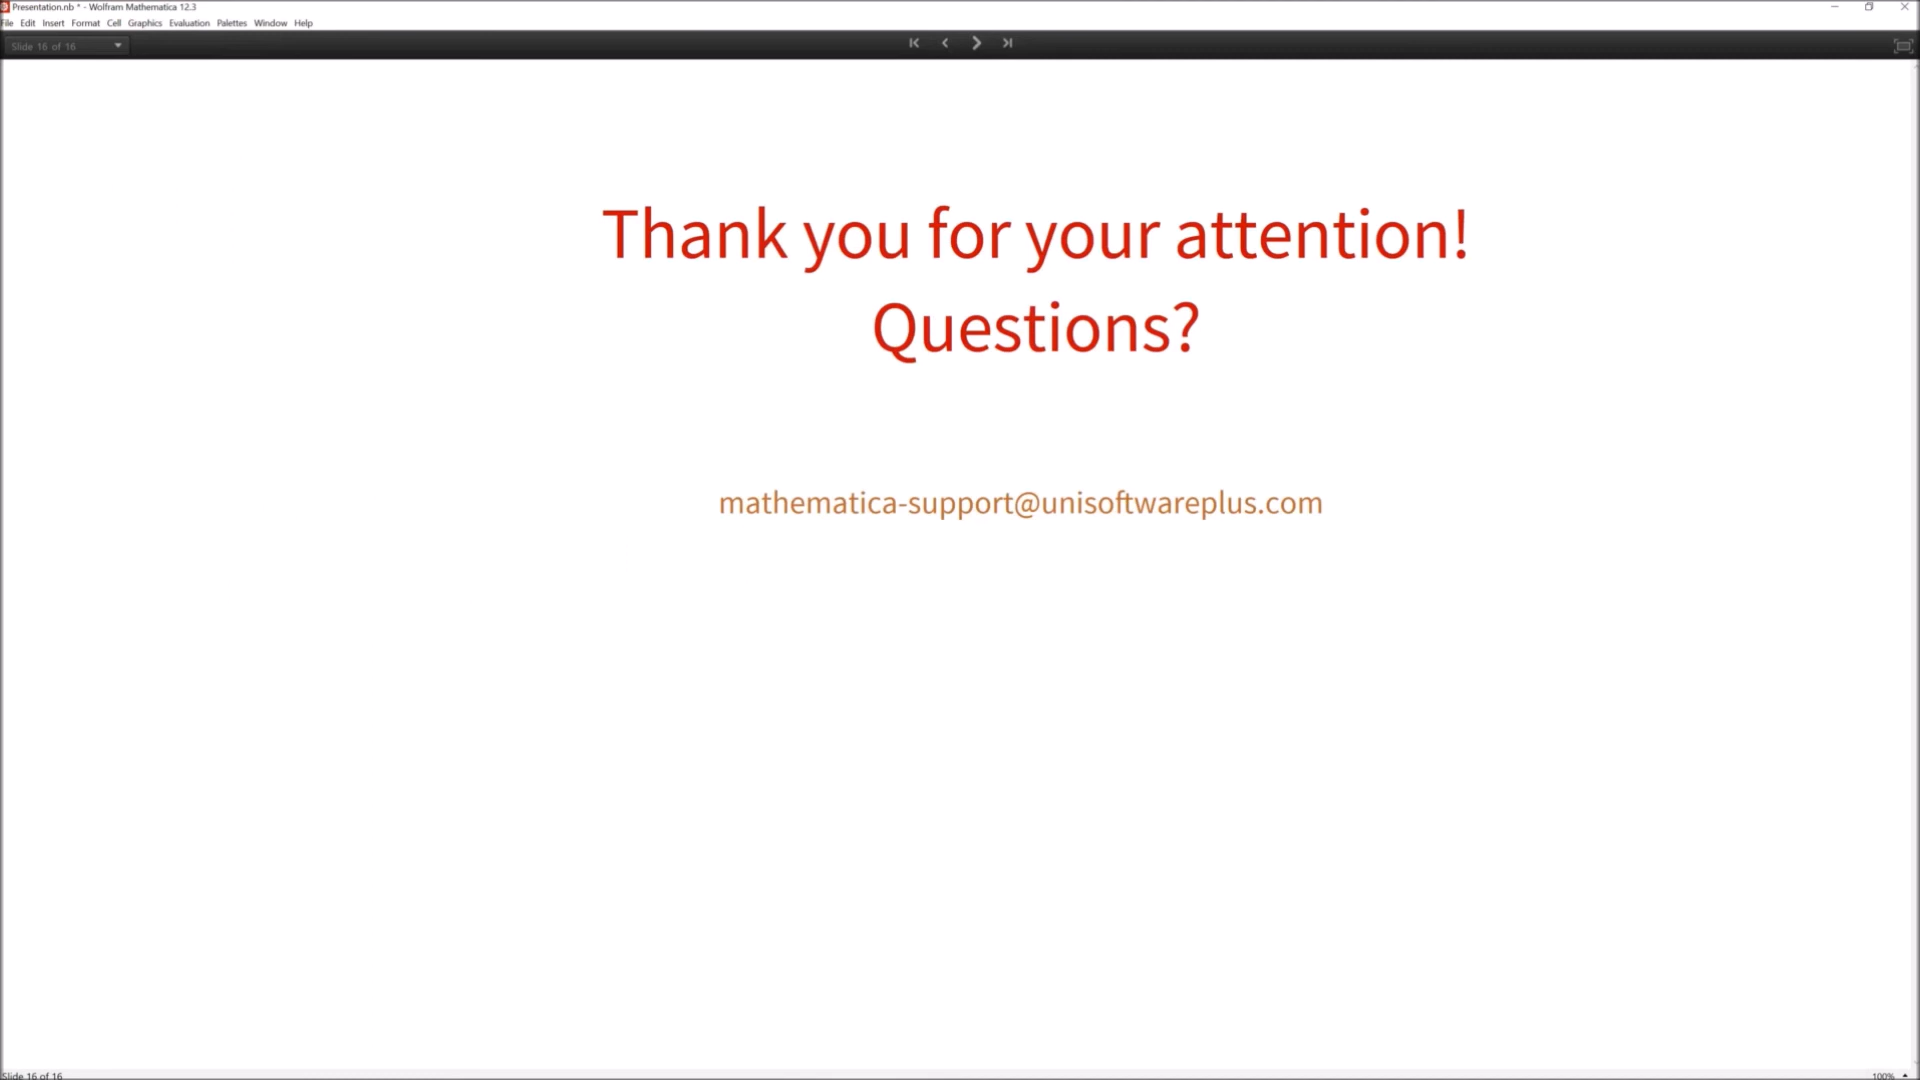 Presentation.nb * - Wolfram Mathematica 12.3
File Edit Insert Format Cell Graphics Evaluation Palettes Window Help
Slide 16 of 16
Thank you for your attention!
Questions?
mathematica-support@unisoftwareplus.com
Slide 16 of 16
100%